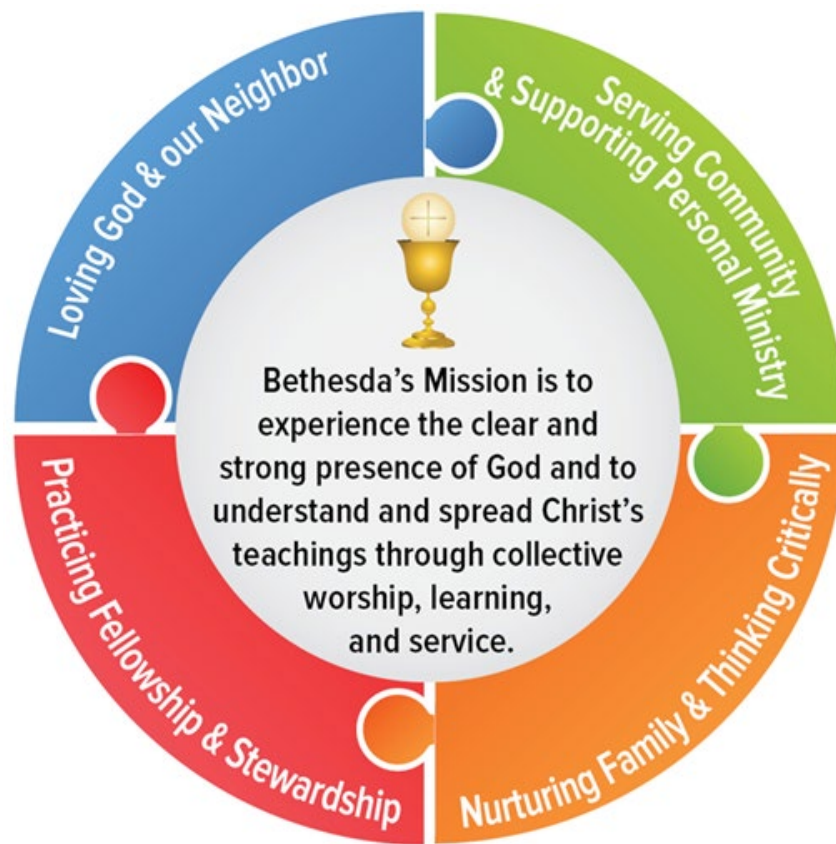 Loving God & our Neighbor
Serving Community
& Supporting Personal Ministry
Bethesda's Mission is to
experience the clear and
strong presence of God and to
understand and spread Christ's
teachings through collective
worship, learning,
and service.
Practicing Fellowship & Stewardship
Nurturing Family & Thinking Critically